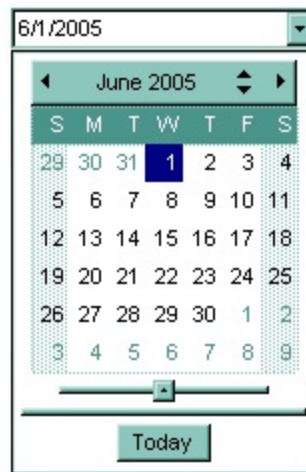 6/1/2005
June 2005
S M T W T F S
29 30 31 1 2 3 4
5 6 7 8 9 10 11
12 13 14 15 16 17 18
19 20 21 22 23 24 25
26 27 28 29 30 1 2
3 4 5 6 7 8 9
Today